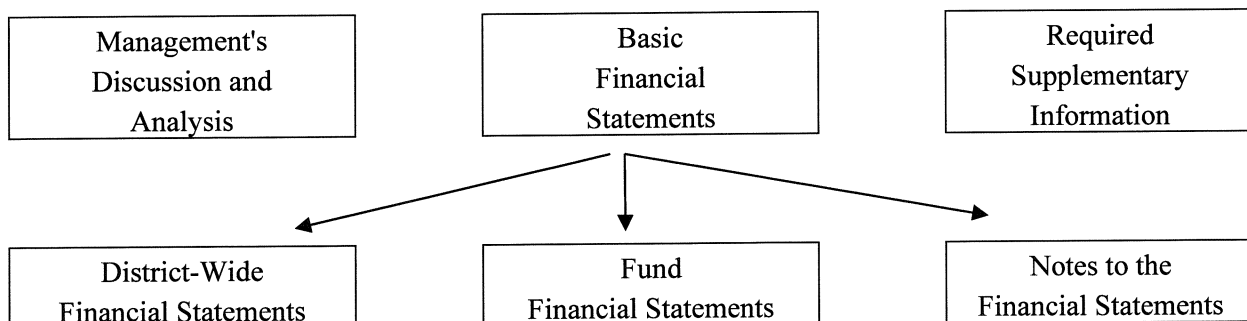 Management's
Discussion and
Analysis
Basic
Financial
Statements
Required
Supplementary
Information
District-Wide
Financial Statements
Fund
Financial Statements
Notes to the
Financial Statements